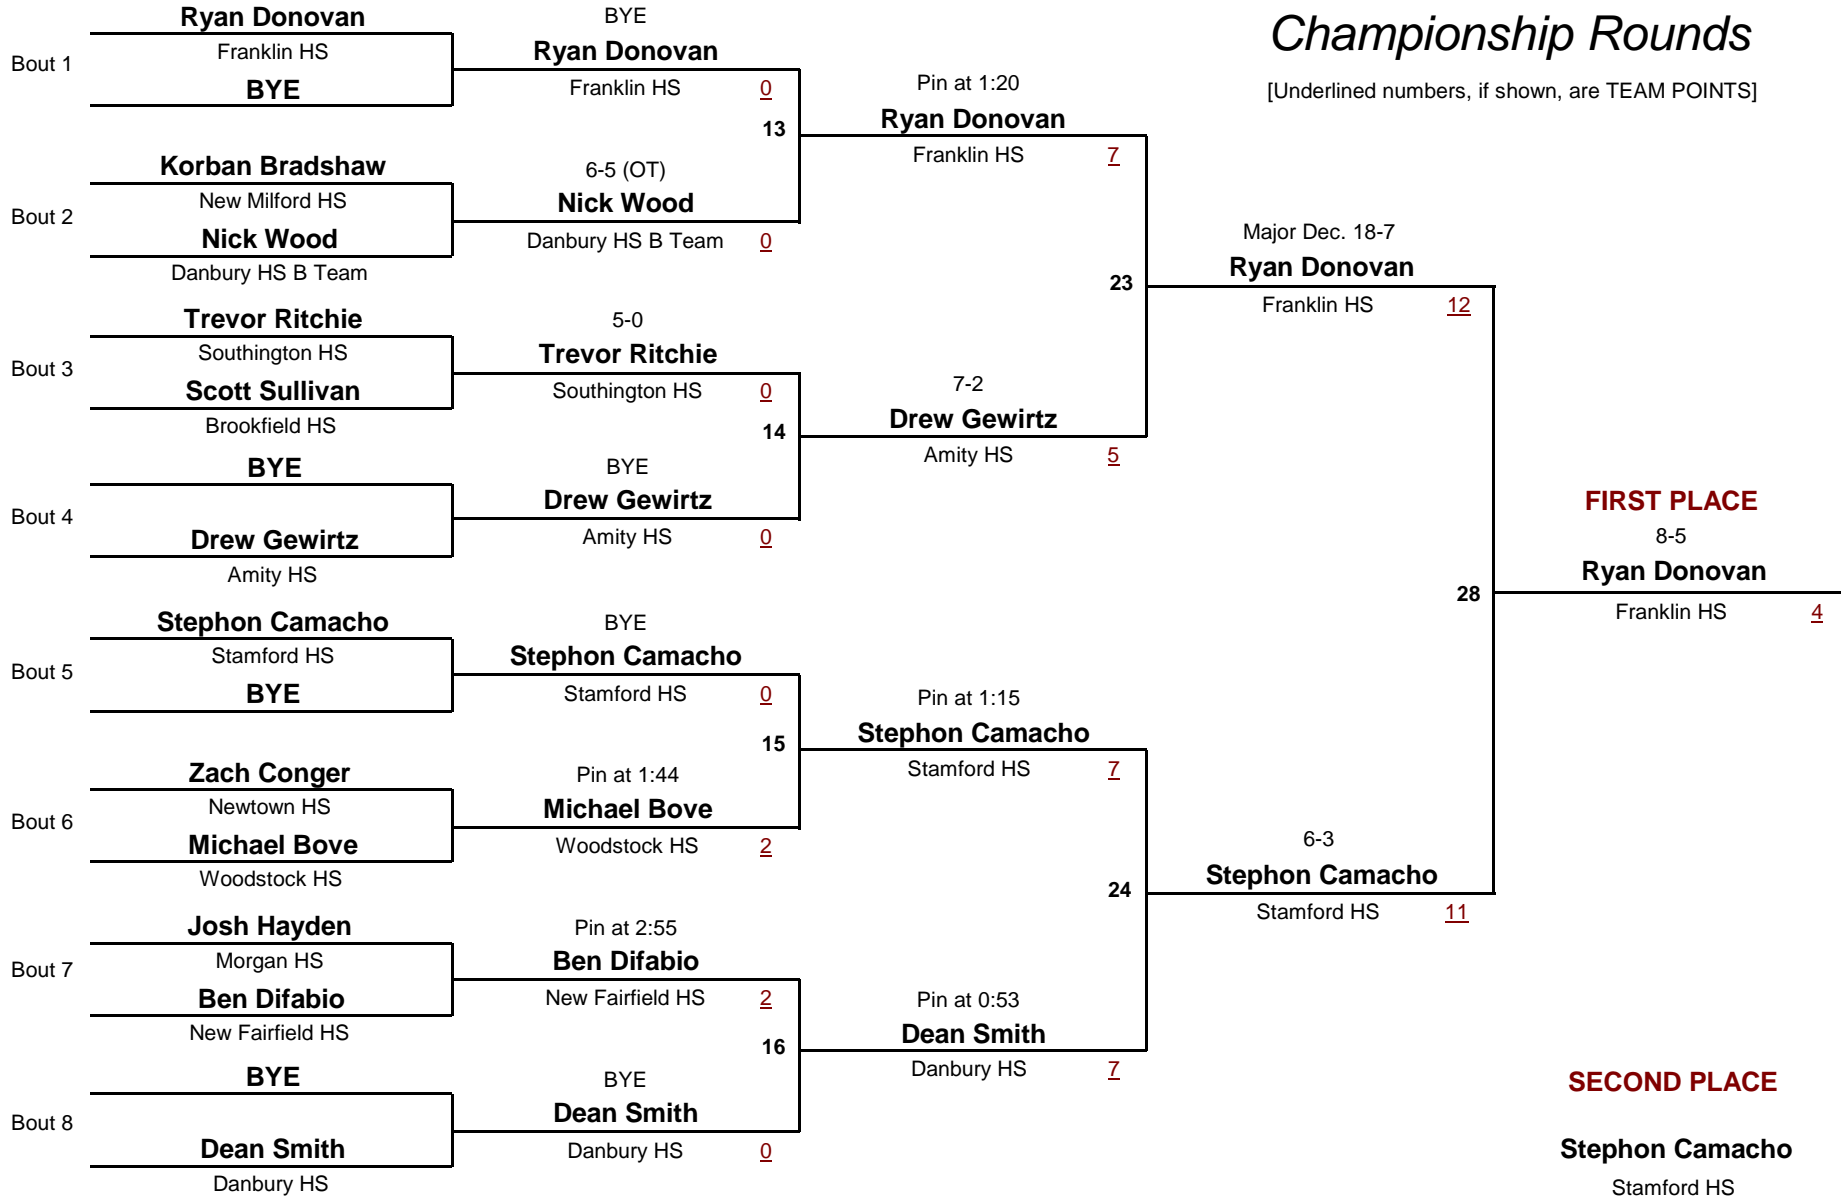 Championship Rounds
[Underlined numbers, if shown, are TEAM POINTS]
Bout 1
Ryan Donovan
Franklin HS
BYE
Bout 2
Korban Bradshaw
New Milford HS
Nick Wood
Danbury HS B Team
Bout 3
Trevor Ritchie
Southington HS
Scott Sullivan
Brookfield HS
Bout 4
BYE
Drew Gewirtz
Amity HS
Bout 5
Stephon Camacho
Stamford HS
BYE
Bout 6
Zach Conger
Newtown HS
Michael Bove
Woodstock HS
Bout 7
Josh Hayden
Morgan HS
Ben Difabio
New Fairfield HS
Bout 8
BYE
Dean Smith
Danbury HS
BYE
Ryan Donovan
Franklin HS 0
13
6-5 (OT)
Nick Wood
Danbury HS B Team 0
5-0
Trevor Ritchie
Southington HS 0
14
BYE
Drew Gewirtz
Amity HS 0
BYE
Stephon Camacho
Stamford HS 0
15
Pin at 1:44
Michael Bove
Woodstock HS 2
Pin at 2:55
Ben Difabio
New Fairfield HS 2
16
BYE
Dean Smith
Danbury HS 0
Pin at 1:20
Ryan Donovan
Franklin HS 7
23
7-2
Drew Gewirtz
Amity HS 5
Pin at 1:15
Stephon Camacho
Stamford HS 7
24
Pin at 0:53
Dean Smith
Danbury HS 7
Major Dec. 18-7
Ryan Donovan
Franklin HS 12
28
6-3
Stephon Camacho
Stamford HS 11
FIRST PLACE
8-5
Ryan Donovan
Franklin HS 4
SECOND PLACE
Stephon Camacho
Stamford HS